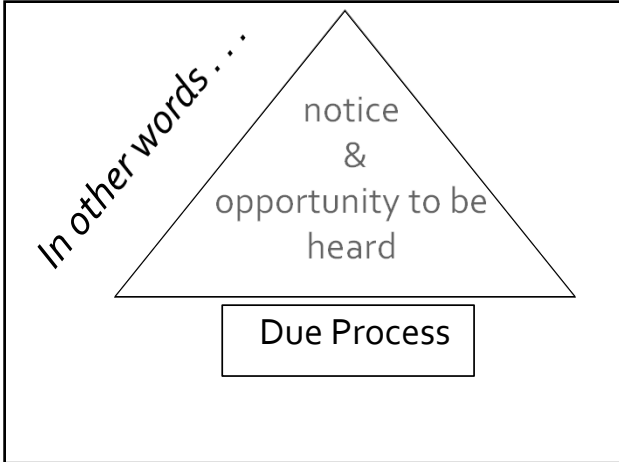 In other words . . .
notice
&
opportunity to be
heard
Due Process